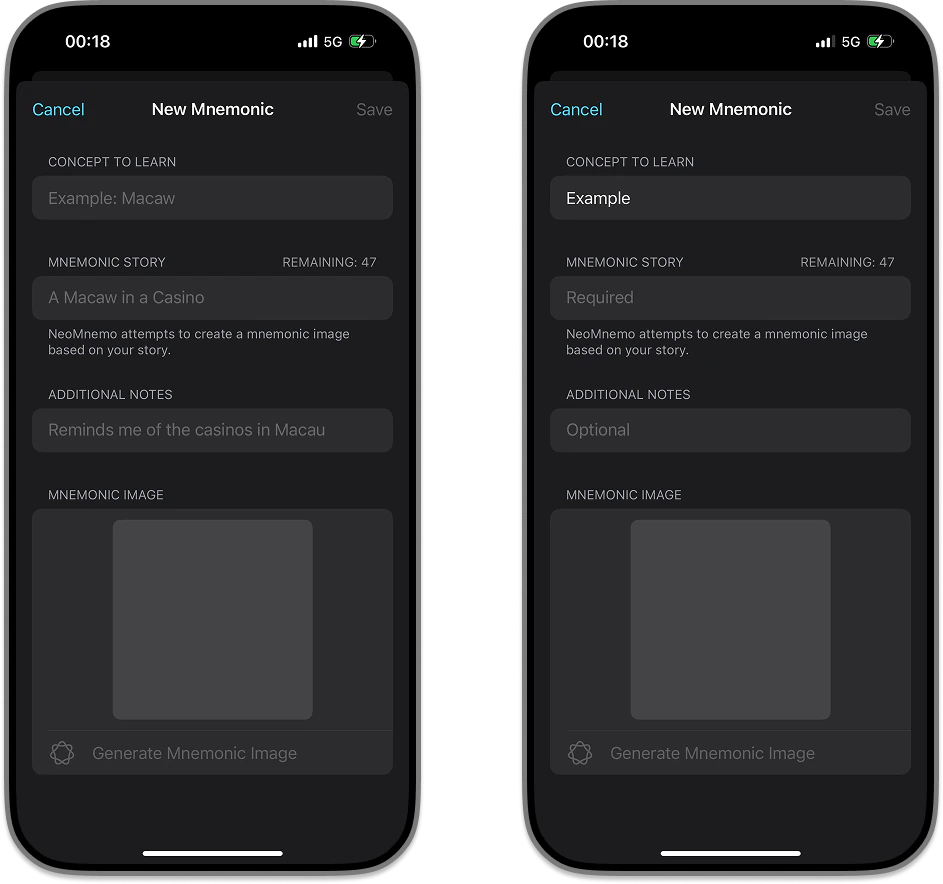 00:18
5G
Cancel
New Mnemonic
Save
CONCEPT TO LEARN
Example: Macaw
MNEMONIC STORY
REMAINING: 47
A Macaw in a Casino
NeoMnemo attempts to create a mnemonic image
based on your story.
ADDITIONAL NOTES
Reminds me of the casinos in Macau
MNEMONIC IMAGE
Generate Mnemonic Image
00:18
5G
Cancel
New Mnemonic
Save
CONCEPT TO LEARN
Example
MNEMONIC STORY
REMAINING: 47
Required
NeoMnemo attempts to create a mnemonic image
based on your story.
ADDITIONAL NOTES
Optional
MNEMONIC IMAGE
Generate Mnemonic Image